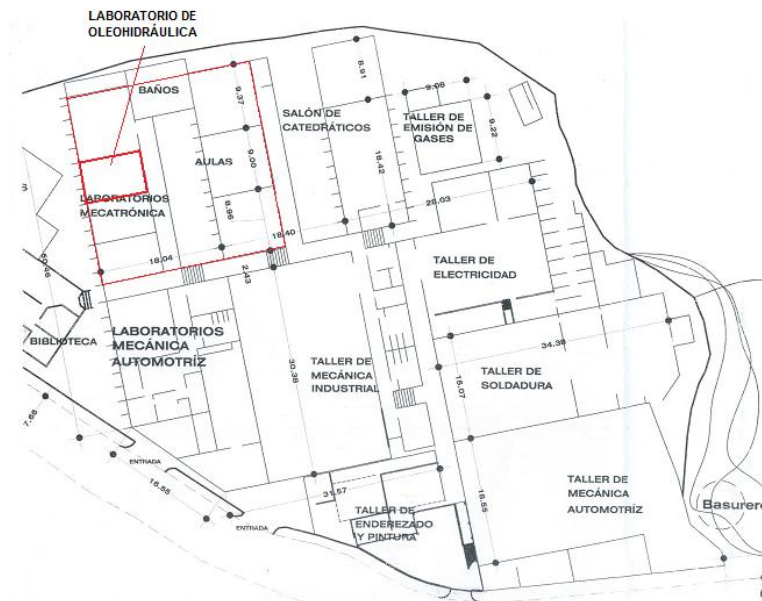 LABORATORIO DE
OLEOHIDRÁULICA
BAÑOS
9.37
8.91
SALÓN DE
CATEDRÁTICOS
9.08
TALLER DE
EMISIÓN DE
GASES
9.22
AULAS
9.00
18.42
LABORATORIOS
MECATRÓNICA
8.96
28.03
18.04
18.40
2.43
TALLER DE
ELECTRICIDAD
BIBLIOTECA
LABORATORIOS
MECÁNICA
AUTOMOTRÍZ
TALLER DE
MECÁNICA
INDUSTRIAL
30.38
34.38
15.07
TALLER DE
SOLDADURA
7.66
ENTRADA
16.55
ENTRADA
31.57
TALLER DE
ENDEREZADO
Y PINTURA
18.55
TALLER DE
MECÁNICA
AUTOMOTRÍZ
Basurero